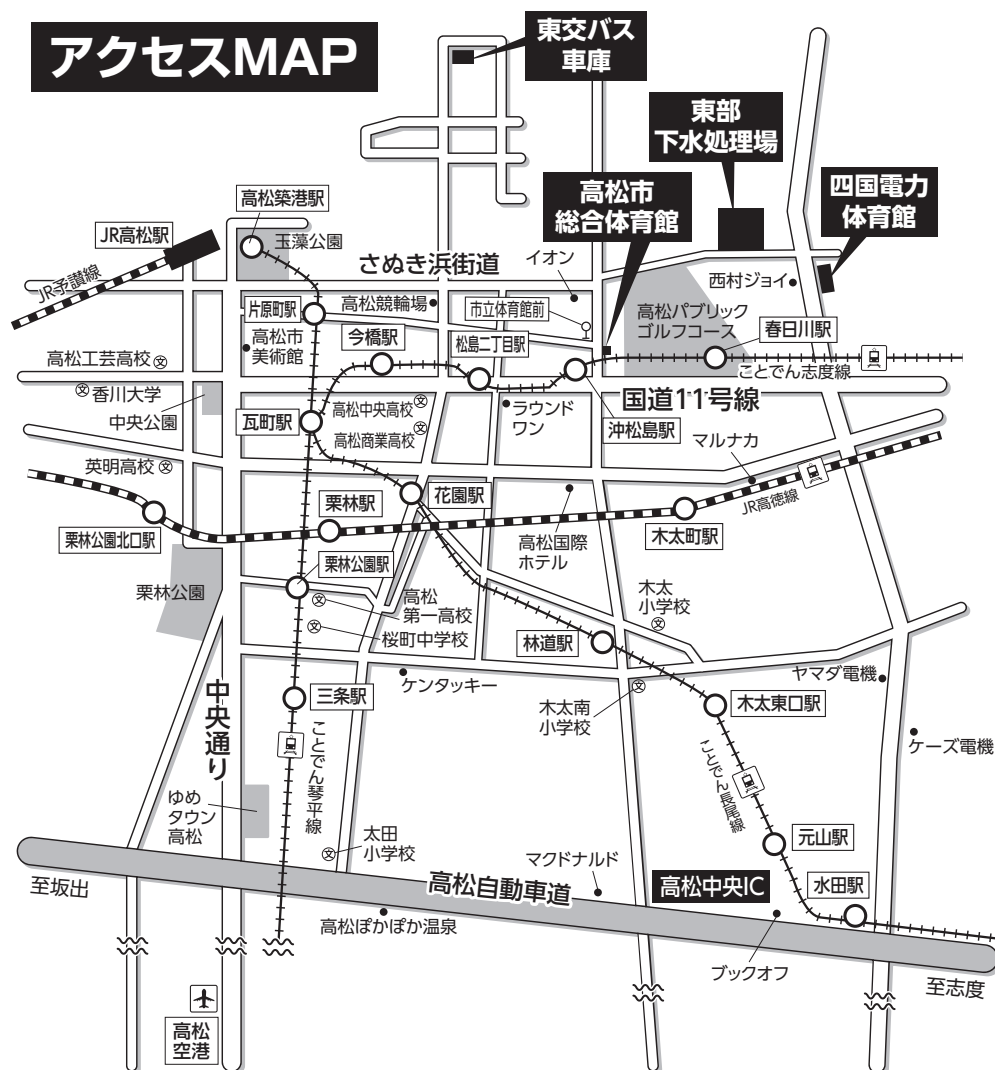 アクセスMAP
東交バス
車庫
東部
下水処理場
高松市
総合体育館
四国電力
体育館
高松築港駅
JR高松駅
玉藻公園
JR予讃線
さぬき浜街道
イオン
西村ジョイ
片原町駅
高松競輪場
市立体育館前
高松パブリック
ゴルフコース
春日川駅
高松市
美術館
今橋駅
松島二丁目駅
高松工芸高校
文
ことでん志度線
文
香川大学
中央公園
瓦町駅
高松中央高校
文
高松商業高校
文
ラウンド
ワン
国道11号線
沖松島駅
マルナカ
英明高校
文
栗林駅
花園駅
JR高徳線
栗林公園北口駅
高松国際
ホテル
木太町駅
栗林公園駅
栗林公園
文
高松
第一高校
木太
小学校
文
文
桜町中学校
林道駅
ケンタッキー
ヤマダ電機
三条駅
木太南
小学校
文
木太東口駅
中央通り
ことでん琴平線
ことでん長尾線
ケーズ電機
ゆめ
タウン
高松
文
太田
小学校
元山駅
マクドナルド
至坂出
高松自動車道
高松中央IC
水田駅
高松ぽかぽか温泉
ブックオフ
至志度
高松
空港